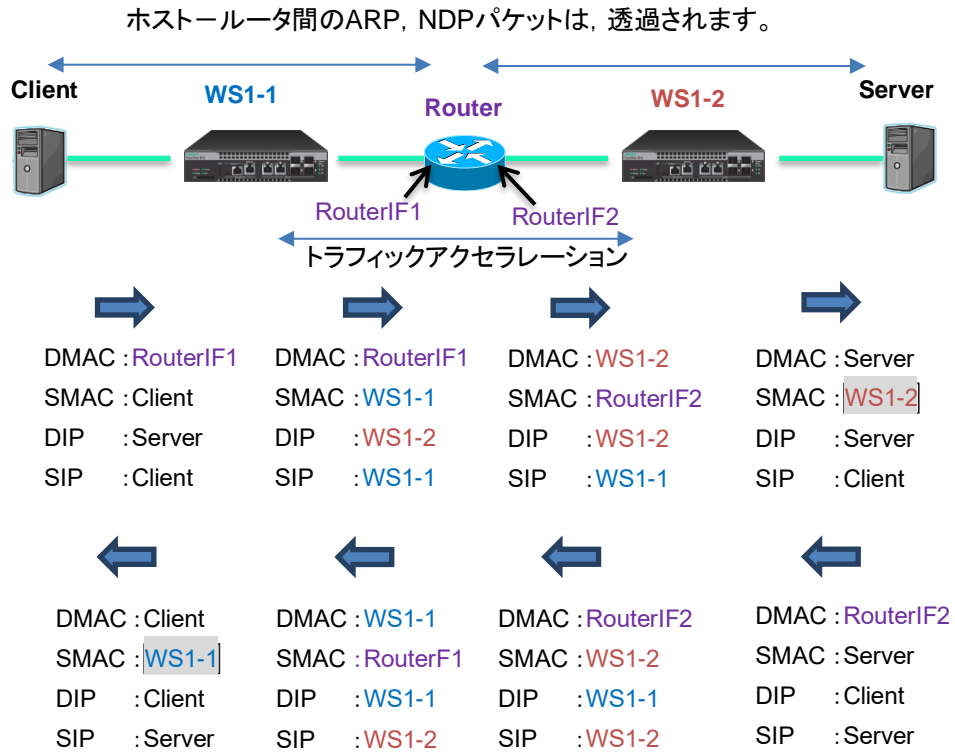 ホストールータ間のARP，NDPパケットは，透過されます。
Client
WS1-1
Router
WS1-2
Server
RouterIF1
RouterIF2
トラフィックアクセラレーション
DMAC：RouterIF1
SMAC：Client
DIP ：Server
SIP ：Client
DMAC：RouterIF1
SMAC：WS1-1
DIP ：WS1-2
SIP ：WS1-1
DMAC：WS1-2
SMAC：RouterIF2
DIP ：WS1-2
SIP ：WS1-1
DMAC：Server
SMAC：WS1-2
DIP ：Server
SIP ：Client
DMAC：Client
SMAC：WS1-1
DIP ：Client
SIP ：Server
DMAC：WS1-1
SMAC：RouterF1
DIP ：WS1-1
SIP ：WS1-2
DMAC：RouterIF2
SMAC：WS1-2
DIP ：WS1-1
SIP ：WS1-2
DMAC：RouterIF2
SMAC：Server
DIP ：Client
SIP ：Server